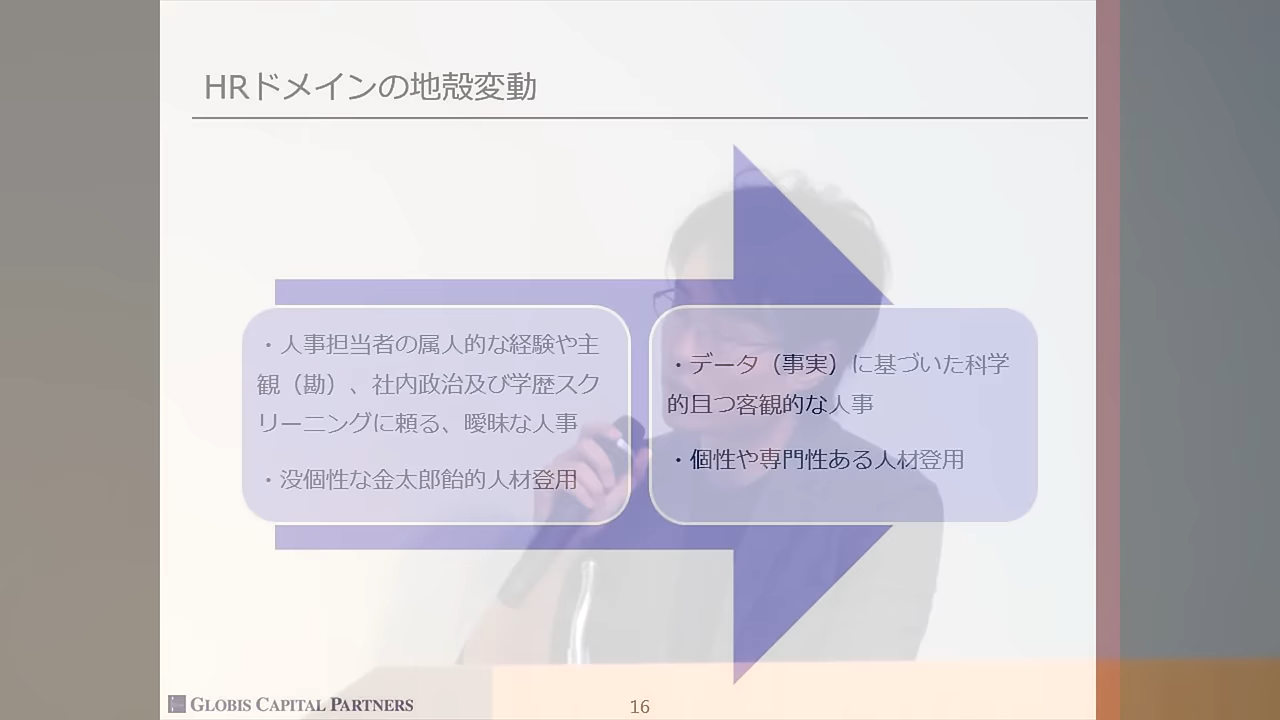 HRドメインの地殻変動
・人事担当者の属人的な経験や主
観（勘）、社内政治及び学歴スク
リーニングに頼る、曖昧な人事
・没個性な金太郎飴的人材登用
・データ（事実）に基づいた科学
的且つ客観的な人事
・個性や専門性ある人材登用
GLOBIS CAPITAL PARTNERS
16